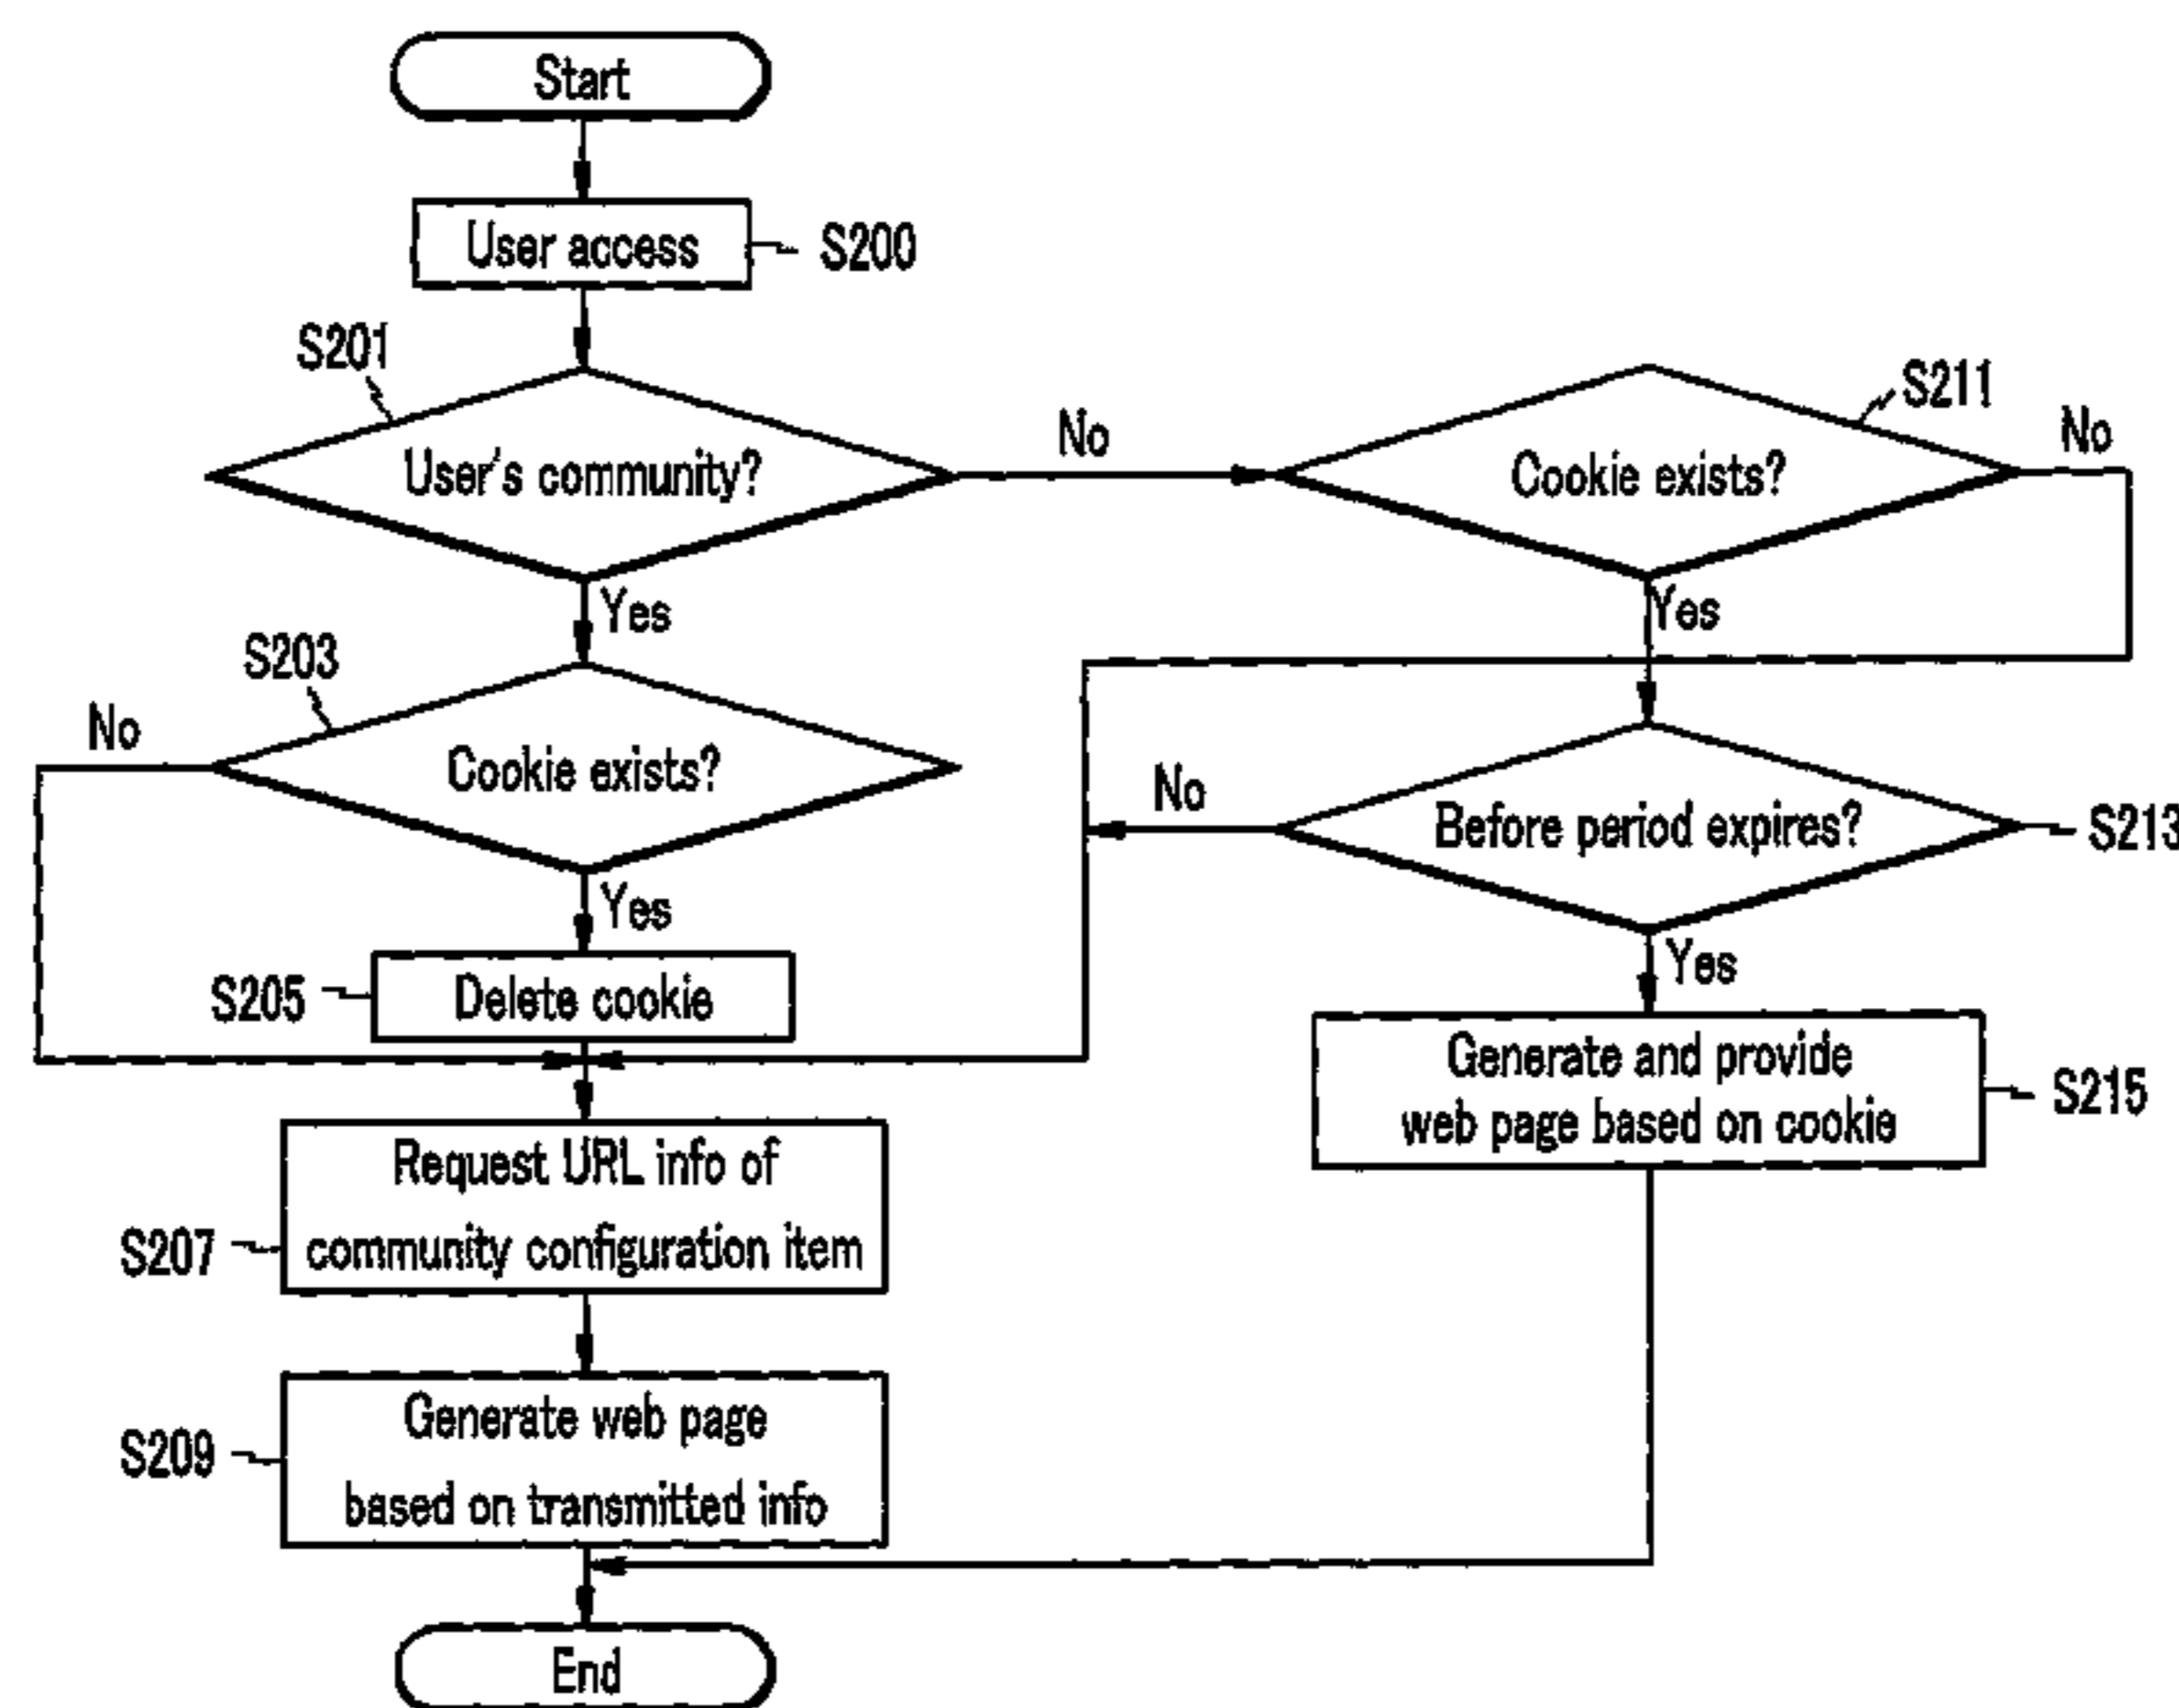 Start
User access
S200
S201
User's community?
No
S211
Cookie exists?
No
Yes
Yes
S203
Cookie exists?
No
No
Before period expires?
S213
Yes
Yes
S205
Delete cookie
Generate and provide
web page based on cookie
S215
Request URL info of
community configuration item
S207
Generate web page
based on transmitted info
S209
End